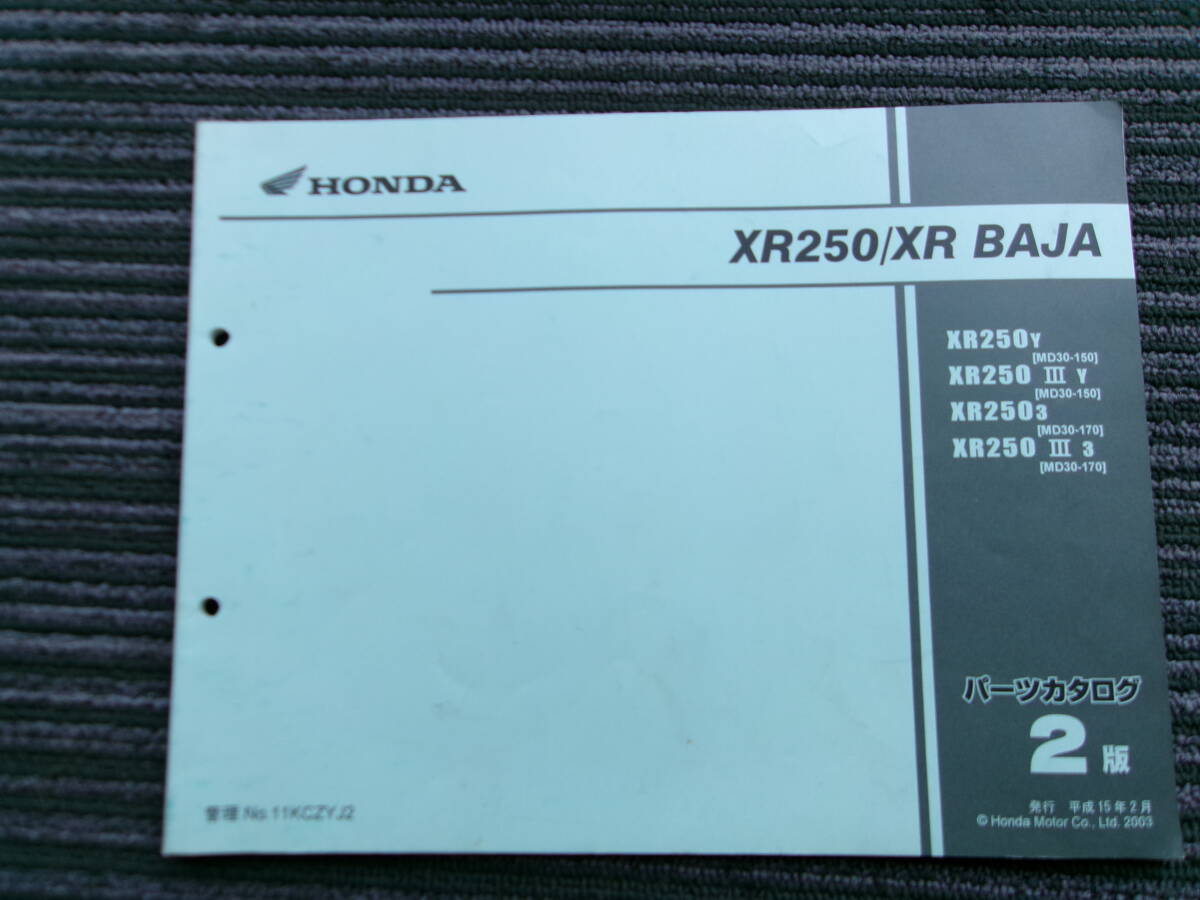 HONDA
XR250/XR BAJA
XR250Y
[MD30-150]
XR250 III Y
[MD30-150]
XR2503
[MD30-170]
XR250 III 3
[MD30-170]
パーツカタログ
2版
発行 平成15年2月
© Honda Motor Co., Ltd. 2003
管理 No.11KCZYJ2